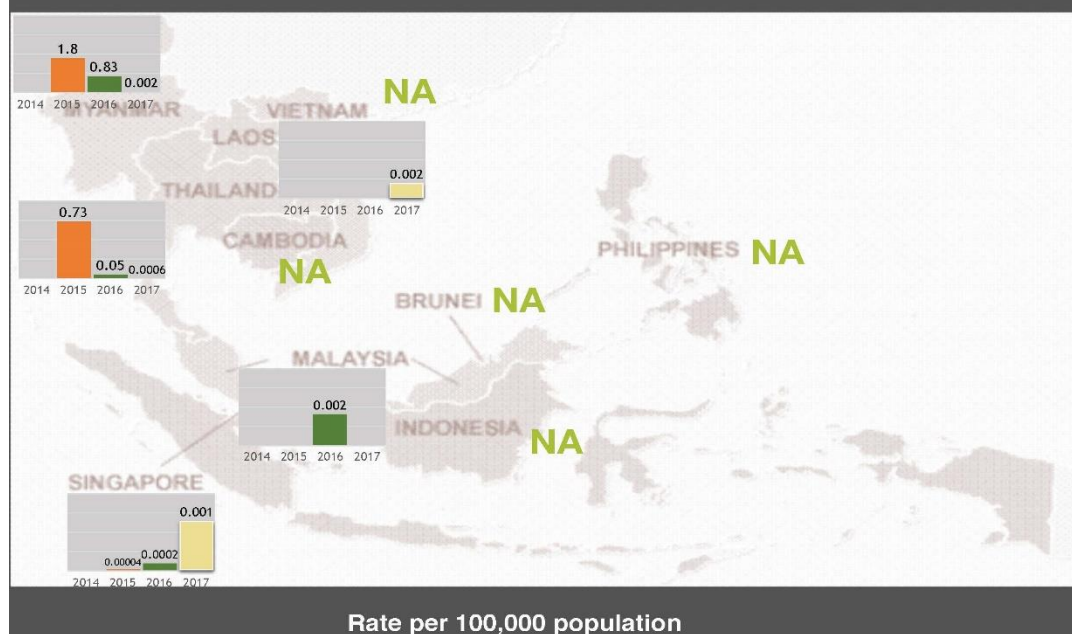 1.8
0.83
0.002
2014 2015 2016 2017
MYANMAR
VIETNAM
NA
LAOS
THAILAND
0.002
2014 2015 2016 2017
0.73
0.05
0.0006
2014 2015 2016 2017
CAMBODIA
NA
PHILIPPINES NA
BRUNEI NA
MALAYSIA
0.002
2014 2015 2016 2017
INDONESIA NA
SINGAPORE
0.001
0.00004 0.0002
2014 2015 2016 2017
Rate per 100,000 population